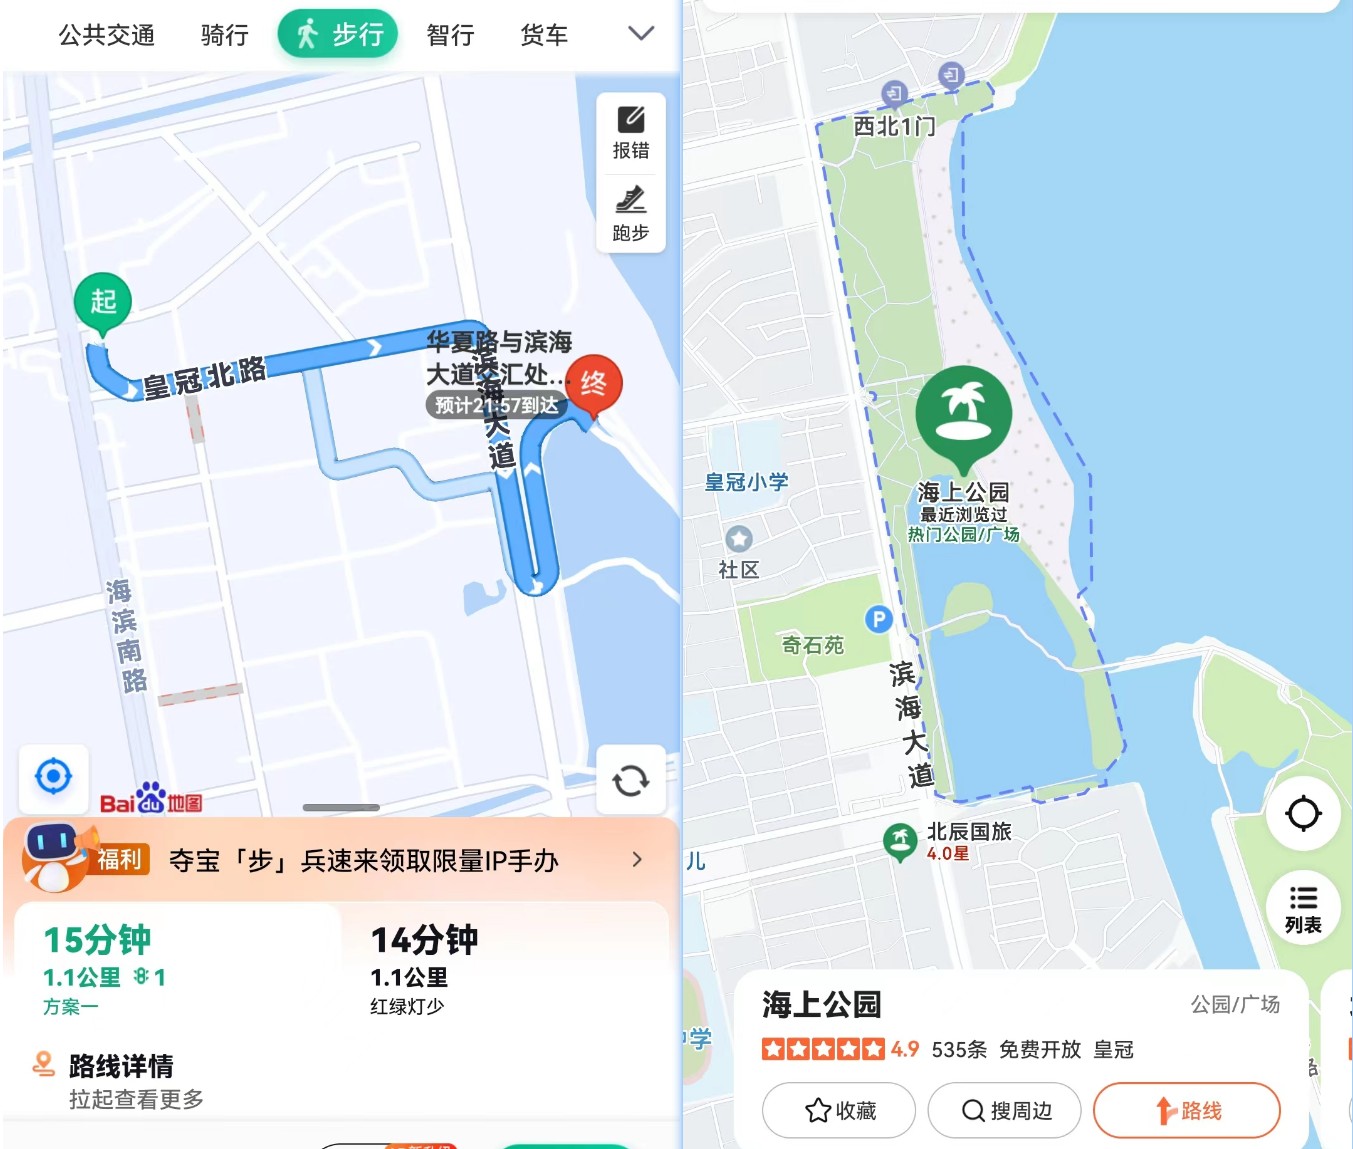 公共交通
骑行
步行
智行
货车
报错
跑步
起
皇冠北路
华夏路与滨海
大道交汇处...
预计21:57到达
终
滨海大道
海滨南路
Bai du 地图
福利
夺宝「步」兵速来领取限量IP手办
15分钟
1.1公里 1
方案一
14分钟
1.1公里
红绿灯少
路线详情
拉起查看更多
西北1门
皇冠小学
海上公园
最近浏览过
热门公园/广场
社区
P
奇石苑
滨海大道
北辰国旅
4.0星
儿
列表
中学
海上公园
公园/广场
4.9 535条 免费开放 皇冠
收藏
搜周边
路线